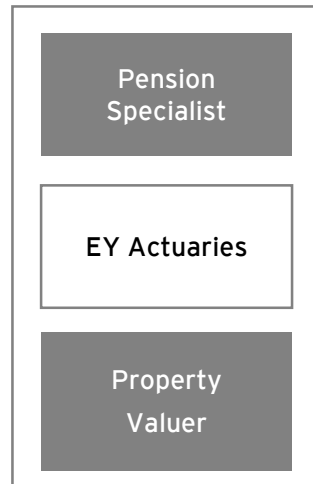 Pension
Specialist
EY Actuaries
Property
Valuer